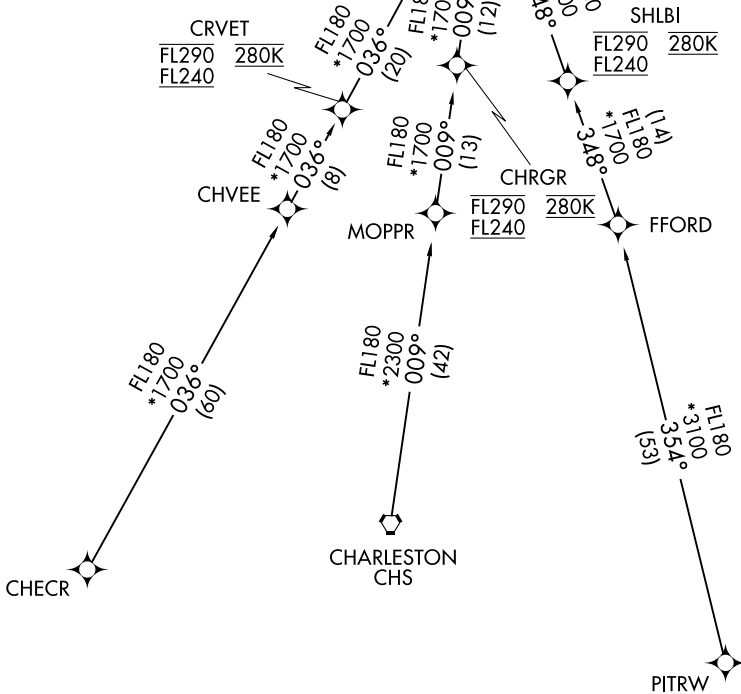 CRVET
FL290 280K
FL240
FL180
*1700
036°
(20)
*1700
009°
(12)
SHLBI
FL290 280K
FL240
FL180
*1700
036°
(8)
CHVEE
FL180
*1700
009°
(13)
CHRGR
FL290 280K
FL240
MOPPR
FL180
*1700
348°
(14)
FFORD
FL180
*1700
036°
(60)
FL180
*2300
009°
(42)
FL180
*3100
354°
(53)
CHECR
CHARLESTON
CHS
PJTRW